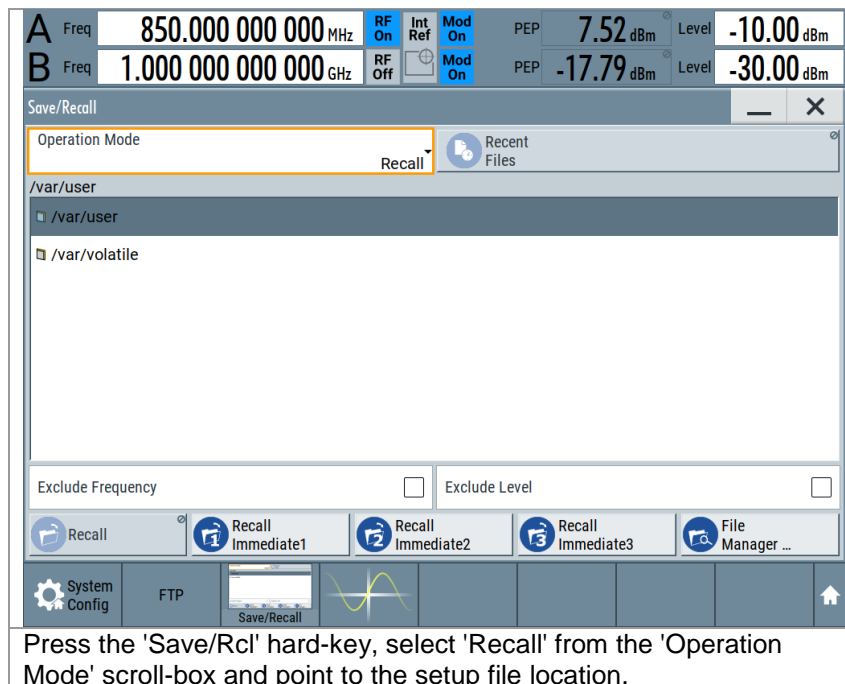 A Freq 850.000 000 000 MHz RF On Int Ref Mod On PEP 7.52 dBm Level -10.00 dBm
B Freq 1.000 000 000 000 GHz RF Off Mod On PEP -17.79 dBm Level -30.00 dBm
Save/Recall
Operation Mode
Recall
Recent Files
/var/user
/var/user
/var/volatile
Exclude Frequency
Exclude Level
Recall
1 Recall Immediate1
2 Recall Immediate2
3 Recall Immediate3
File Manager ...
System Config
FTP
Save/Recall
Press the 'Save/Rcl' hard-key, select 'Recall' from the 'Operation
Mode' scroll-box and point to the setup file location.